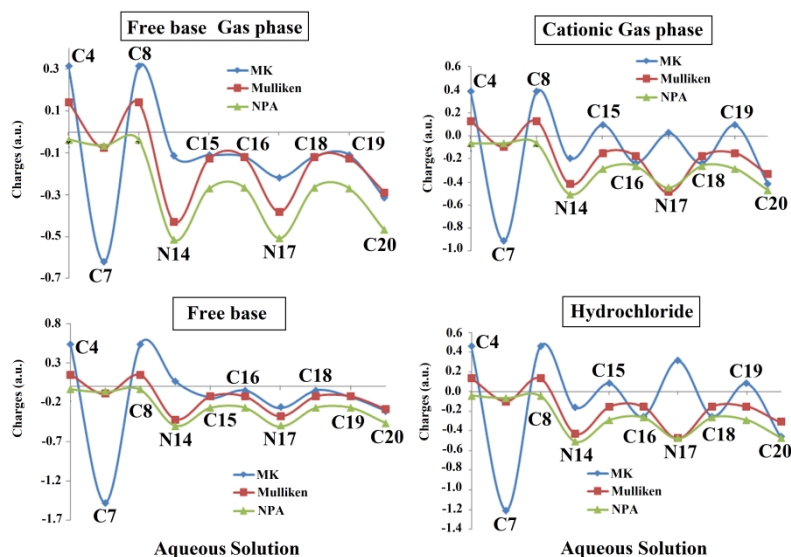 Free base Gas phase
C4
C8
MK
Mulliken
NPA
0.3
0.1
-0.1
-0.3
-0.5
-0.7
Charges (a.u.)
C15
C16
C18
C19
C7
N14
N17
C20
Cationic Gas phase
C4
C8
MK
Mulliken
NPA
0.6
0.4
0.2
0.0
-0.2
-0.4
-0.6
-0.8
-1.0
Charges (a.u.)
C15
C19
C16
C18
C7
N14
N17
C20
Free base
C4
0.8
0.3
-0.2
-0.7
-1.2
-1.7
Charges (a.u.)
C16
C18
C8
C15
C19
N14
N17
C20
C7
MK
Mulliken
NPA
Aqueous Solution
Hydrochloride
C4
0.6
0.4
0.2
0.0
-0.2
-0.4
-0.6
-0.8
-1.0
-1.2
-1.4
Charges (a.u.)
C15
C19
C8
C16
C18
N14
N17
C20
C7
MK
Mulliken
NPA
Aqueous Solution